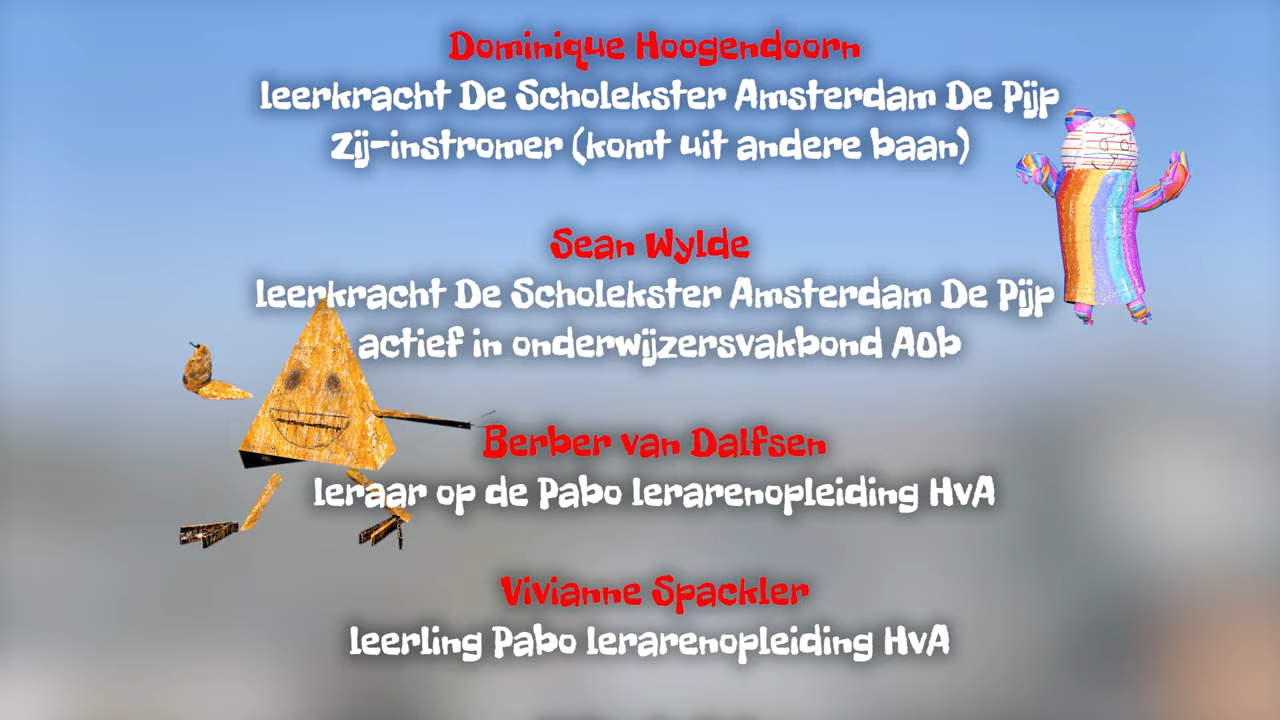 Dominique Hoogendoorn
leerkracht De Scholekster Amsterdam De Pijp
Zij-instromer (komt uit andere baan)
Sean Wylde
leerkracht De Scholekster Amsterdam De Pijp
actief in onderwijzersvakbond AOb
Berber van Dalfsen
leraar op de Pabo lerarenopleiding HvA
Vivianne Spackler
leerling Pabo lerarenopleiding HvA